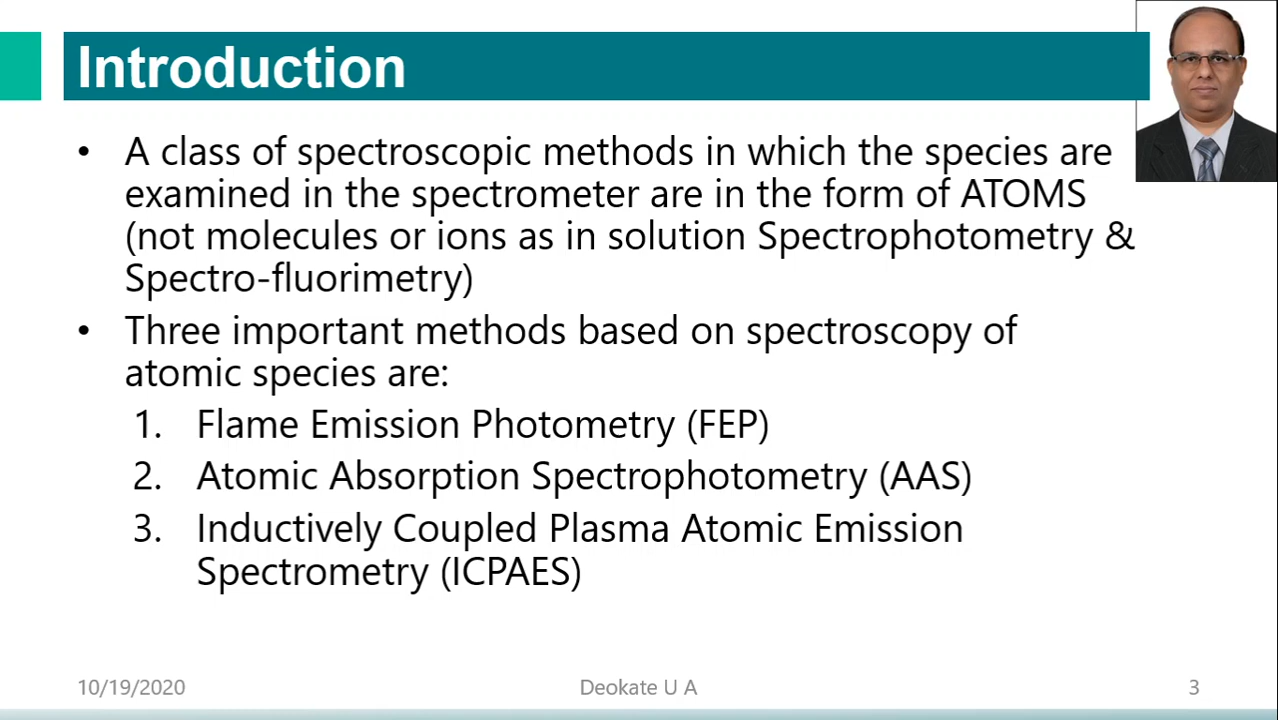 Introduction
• A class of spectroscopic methods in which the species are
examined in the spectrometer are in the form of ATOMS
(not molecules or ions as in solution Spectrophotometry &
Spectro-fluorimetry)
• Three important methods based on spectroscopy of
atomic species are:
1. Flame Emission Photometry (FEP)
2. Atomic Absorption Spectrophotometry (AAS)
3. Inductively Coupled Plasma Atomic Emission
Spectrometry (ICPAES)
10/19/2020 Deokate U A 3